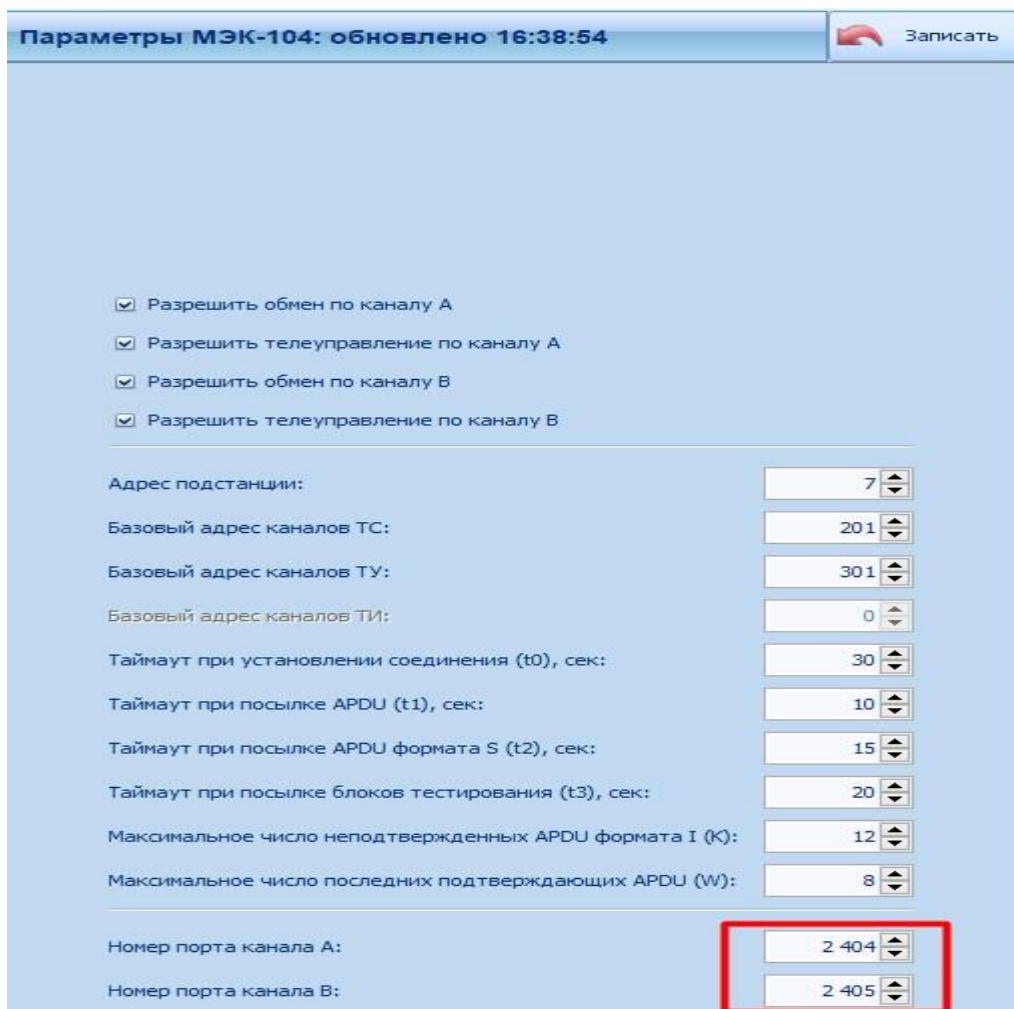 Параметры МЭК-104: обновлено 16:38:54 Записать
Разрешить обмен по каналу А
Разрешить телеуправление по каналу А
Разрешить обмен по каналу В
Разрешить телеуправление по каналу В
Адрес подстанции: 7
Базовый адрес каналов ТС: 201
Базовый адрес каналов ТУ: 301
Базовый адрес каналов ТИ: 0
Таймаут при установлении соединения (t0), сек: 30
Таймаут при посылке APDU (t1), сек: 10
Таймаут при посылке APDU формата S (t2), сек: 15
Таймаут при посылке блоков тестирования (t3), сек: 20
Максимальное число неподтвержденных APDU формата I (K): 12
Максимальное число последних подтверждающих APDU (W): 8
Номер порта канала А: 2 404
Номер порта канала В: 2 405